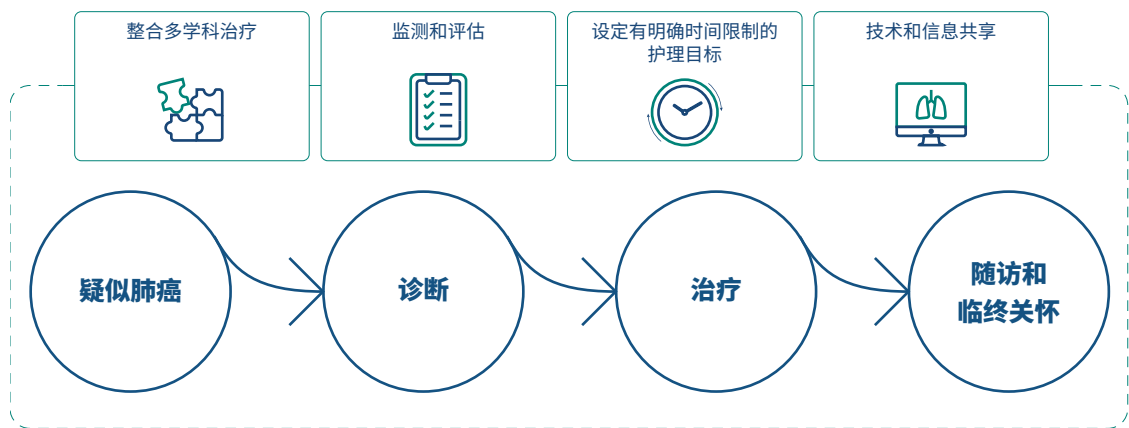 整合多学科治疗
监测和评估
设定有明确时间限制的
护理目标
技术和信息共享
疑似肺癌
诊断
治疗
随访和
临终关怀